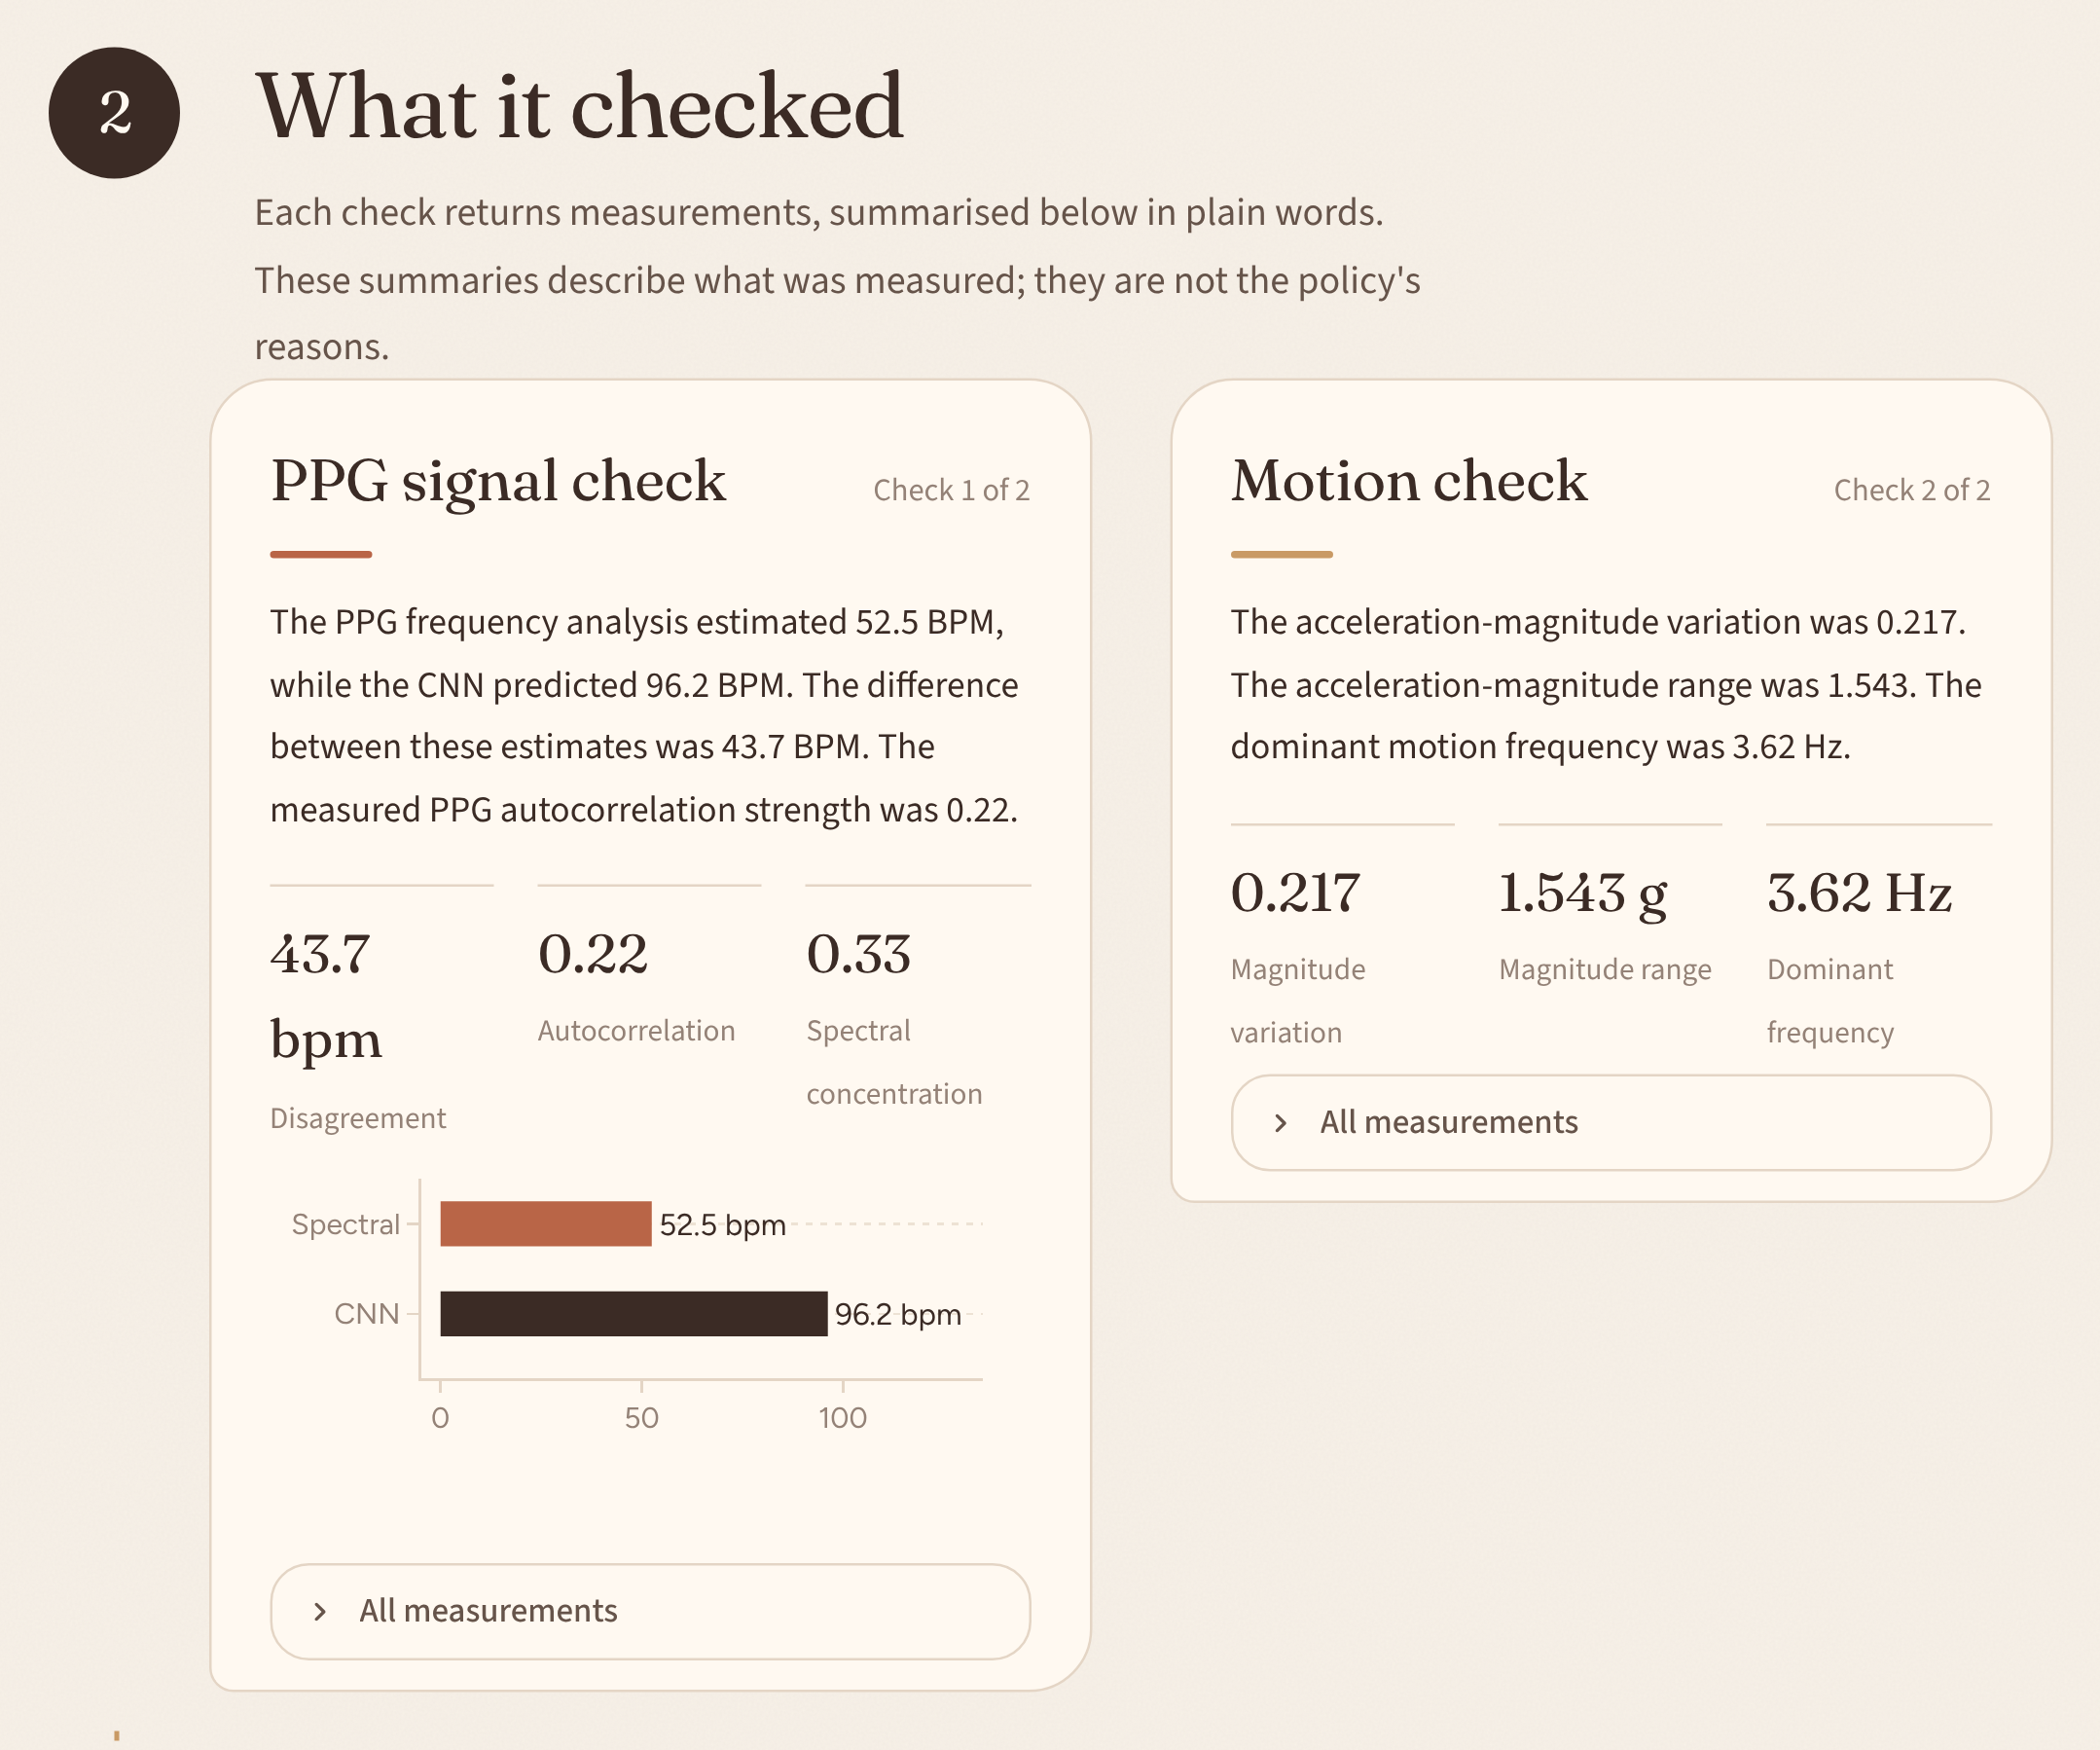 2
What it checked
Each check returns measurements, summarised below in plain words.
These summaries describe what was measured; they are not the policy's
reasons.
PPG signal check
Check 1 of 2
The PPG frequency analysis estimated 52.5 BPM,
while the CNN predicted 96.2 BPM. The difference
between these estimates was 43.7 BPM. The
measured PPG autocorrelation strength was 0.22.
43.7
bpm
Disagreement
0.22
Autocorrelation
0.33
Spectral
concentration
Spectral
52.5 bpm
CNN
96.2 bpm
0 50 100
All measurements
Motion check
Check 2 of 2
The acceleration-magnitude variation was 0.217.
The acceleration-magnitude range was 1.543. The
dominant motion frequency was 3.62 Hz.
0.217
Magnitude
variation
1.543 g
Magnitude range
3.62 Hz
Dominant
frequency
All measurements